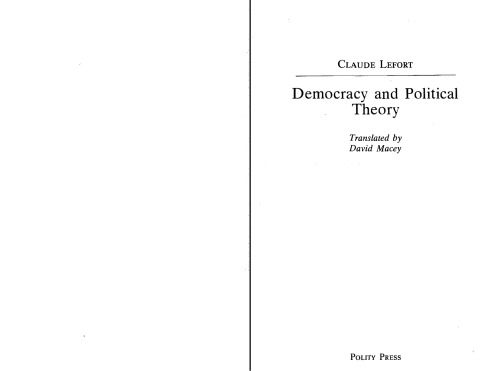 Claude Lefort
Democracy and Political
Theory
Translated by
David Macey
Polity Press